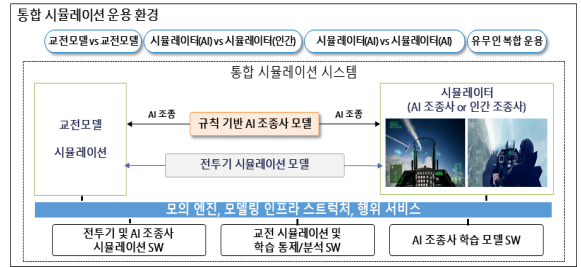 통합 시뮬레이션 운용 환경
교전모델 vs 교전모델
시뮬레이터(AI) vs 시뮬레이터(인간)
시뮬레이터(AI) vs 시뮬레이터(AI)
유무인 복합 운용
통합 시뮬레이션 시스템
교전모델
시뮬레이션
AI 조종
규칙 기반 AI 조종사 모델
AI 조종
전투기 시뮬레이션 모델
시뮬레이터
(AI 조종사 or 인간 조종사)
모의 엔진, 모델링 인프라 스트럭처, 행위 서비스
전투기 및 AI 조종사
시뮬레이션 SW
교전 시뮬레이션 및
학습 통제/분석 SW
AI 조종사 학습 모델 SW